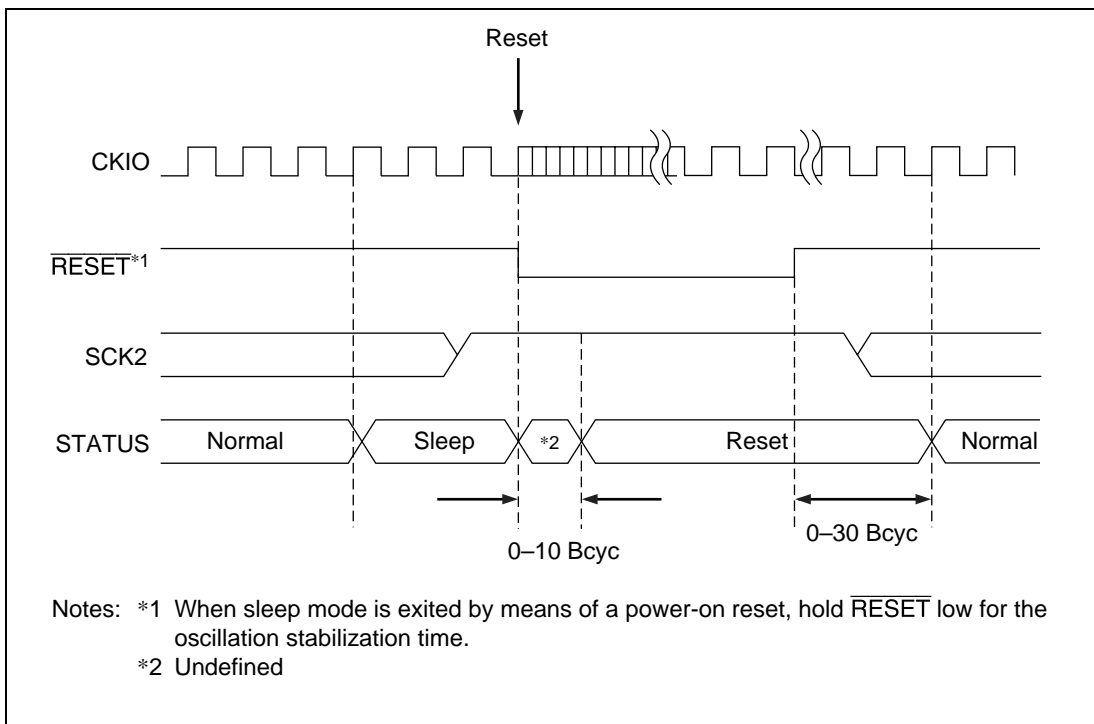 Reset
CKIO
RESET*1
SCK2
STATUS
Normal
Sleep
*2
Reset
Normal
0–10 Bcyc
0–30 Bcyc
Notes: *1 When sleep mode is exited by means of a power-on reset, hold RESET low for the
oscillation stabilization time.
*2 Undefined